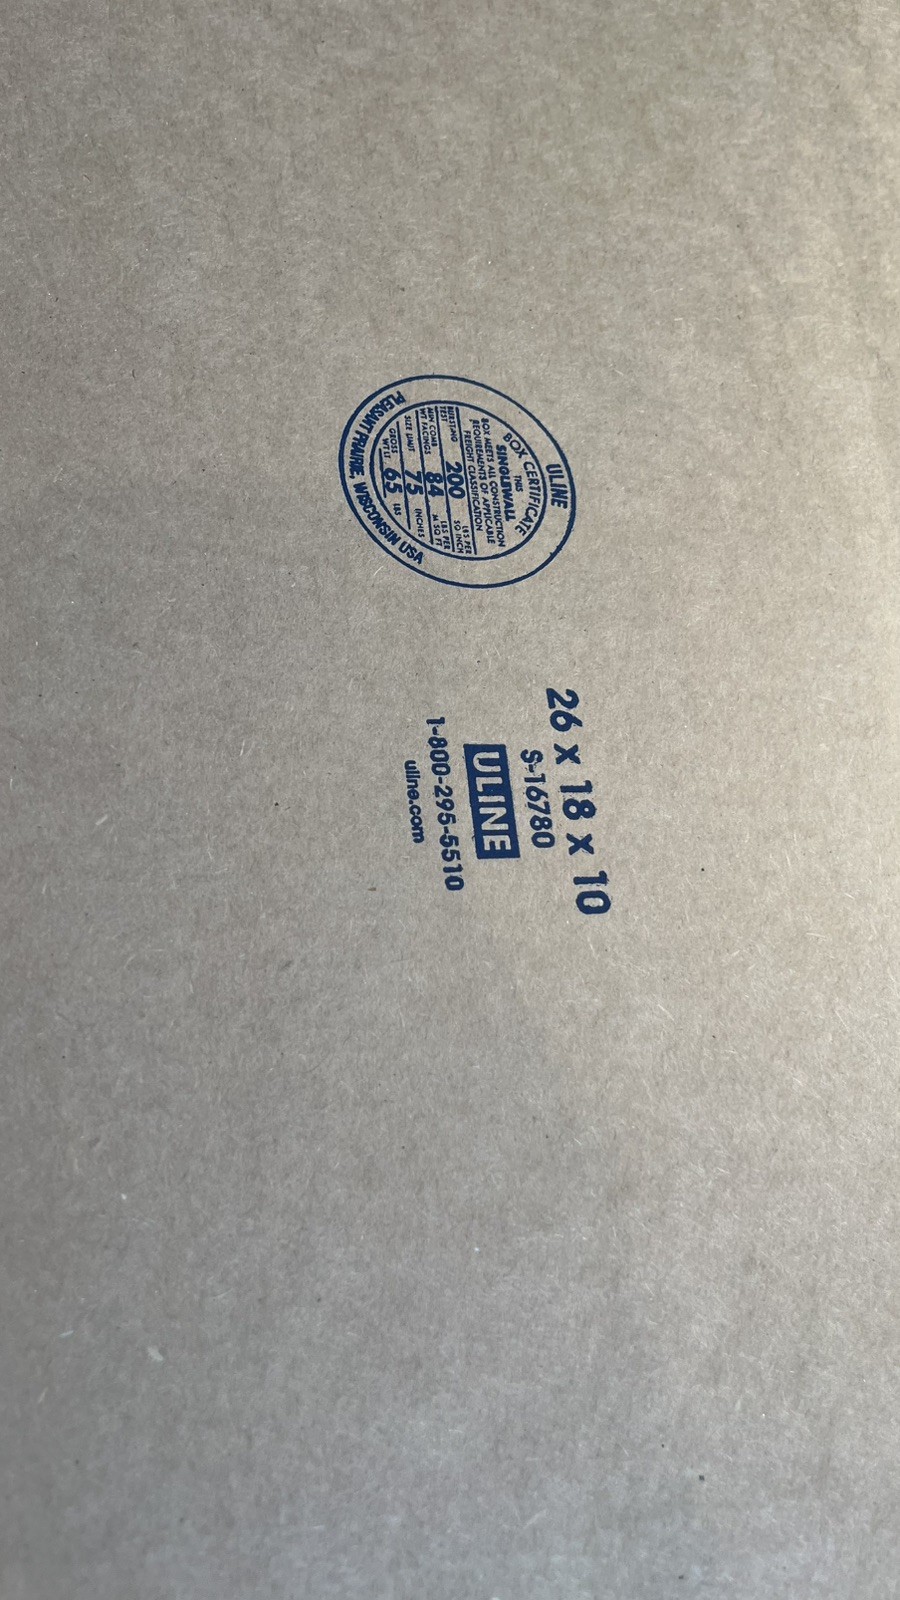 ULINE
BOX CERTIFICATE
THIS
SINGLEWALL
BOX MEETS ALL CONSTRUCTION
REQUIREMENTS OF APPLICABLE
FREIGHT CLASSIFICATION
BURSTING TEST 200 LBS PER SQ INCH
MIN COMB WT FACINGS 84 LBS PER M SQ FT
SIZE LIMIT 75 INCHES
GROSS WT LT 65 LBS
PLEASANT PRAIRIE, WISCONSIN USA
26 x 18 x 10
S-16780
ULINE
1-800-295-5510
uline.com